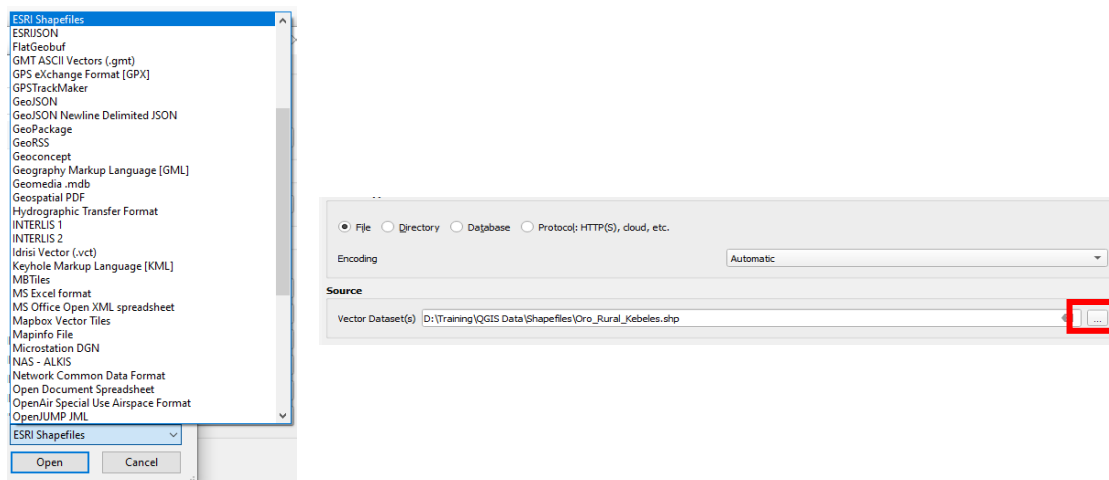 ESRI Shapefiles
ESRIJSON
FlatGeobuf
GMT ASCII Vectors (.gmt)
GPS eXchange Format [GPX]
GPSTrackMaker
GeoJSON
GeoJSON Newline Delimited JSON
GeoPackage
GeoRSS
Geoconcept
Geography Markup Language [GML]
Geomedia .mdb
Geospatial PDF
Hydrographic Transfer Format
INTERLIS 1
INTERLIS 2
Idrisi Vector (.vct)
Keyhole Markup Language [KML]
MBTiles
MS Excel format
MS Office Open XML spreadsheet
Mapbox Vector Tiles
Mapinfo File
Microstation DGN
NAS - ALKIS
Network Common Data Format
Open Document Spreadsheet
OpenAir Special Use Airspace Format
OpenJUMP JML
ESRI Shapefiles
Open Cancel
File Directory Database Protocol: HTTP(S), cloud, etc.
Encoding Automatic
Source
Vector Dataset(s) D:\Training\QGIS Data\Shapefiles\Oro_Rural_Kebeles.shp ...